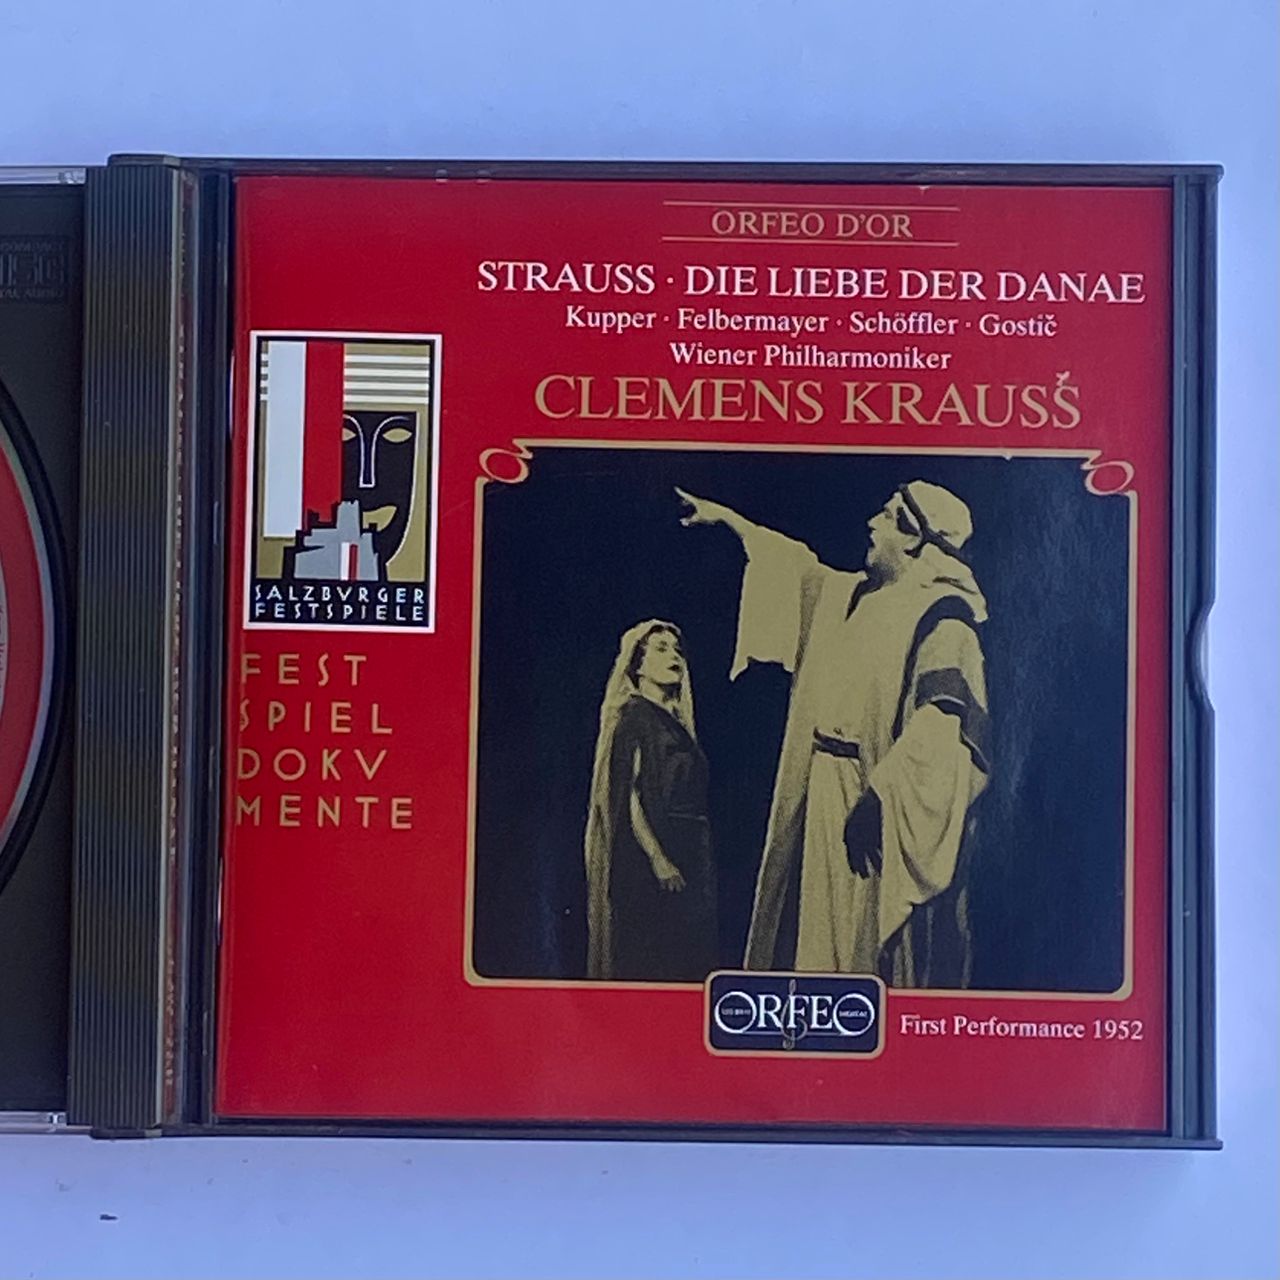 ORFEO D'OR
STRAUSS · DIE LIEBE DER DANAE
Kupper · Felbermayer · Schöffler · Gostič
Wiener Philharmoniker
CLEMENS KRAUSS
SALZBVRGER
FESTSPIELE
FEST
SPIEL
DOKV
MENTE
ORFEO
First Performance 1952